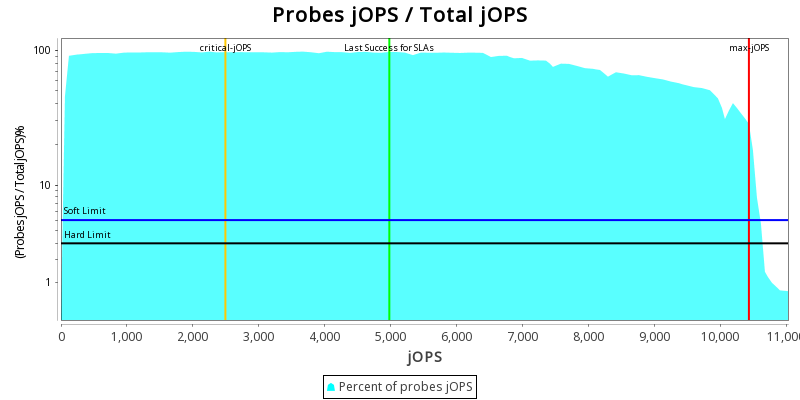 Probes jOPS / Total jOPS
(Probes jOPS / Total jOPS)%
100
10
1
critical-jOPS
Last Success for SLAs
max-jOPS
Soft Limit
Hard Limit
0 1,000 2,000 3,000 4,000 5,000 6,000 7,000 8,000 9,000 10,000 11,00
jOPS
Percent of probes jOPS